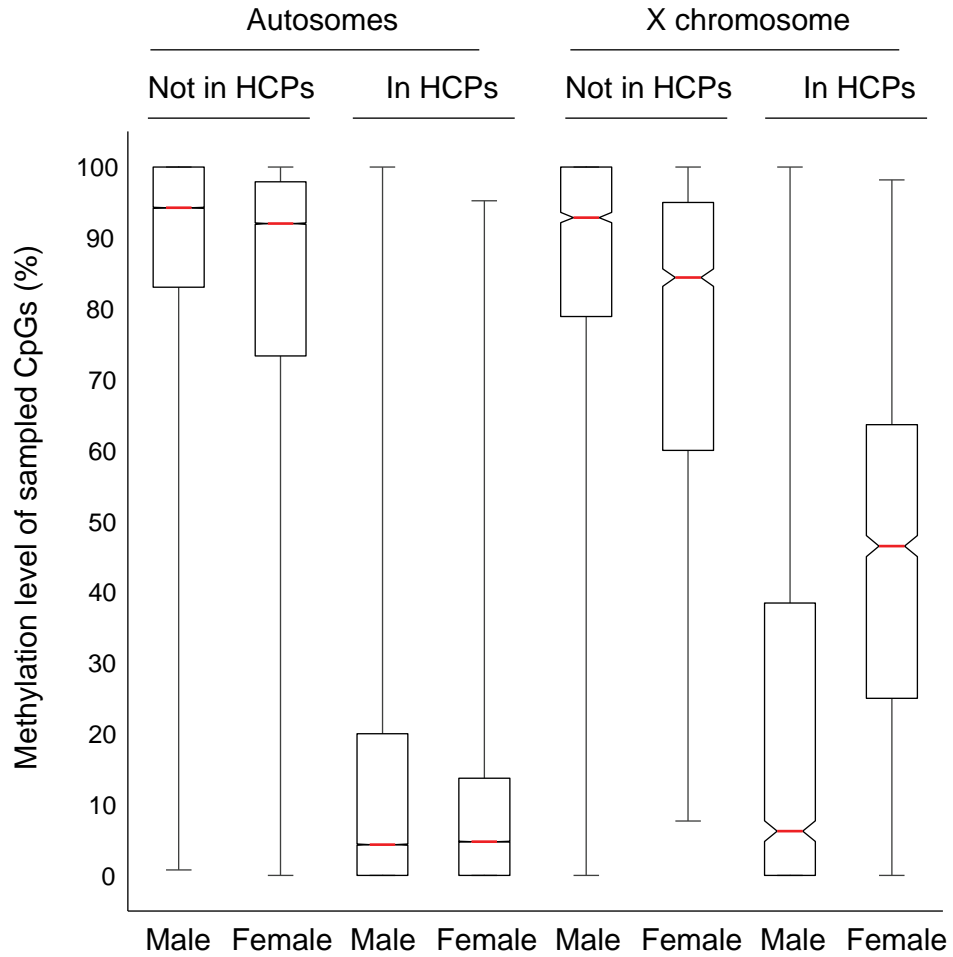 Autosomes X chromosome
Not in HCPs In HCPs Not in HCPs In HCPs
Methylation level of sampled CpGs (%)
100
90
80
70
60
50
40
30
20
10
0
Male Female Male Female Male Female Male Female